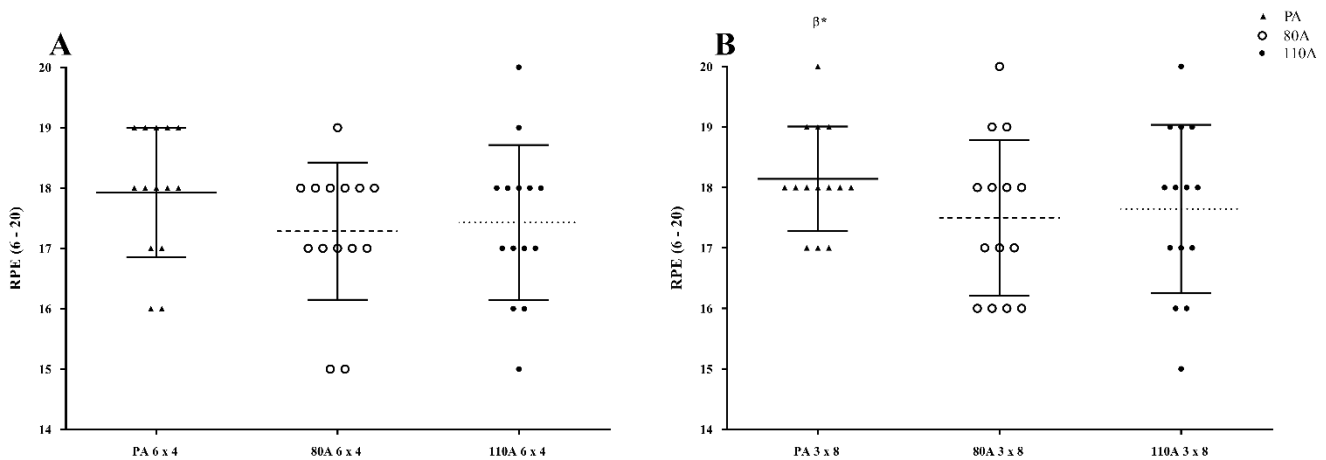 A
RPE (6 - 20)
20
19
18
17
16
15
14
PA 6 x 4
80A 6 x 4
110A 6 x 4
B
β*
PA
80A
110A
RPE (6 - 20)
20
19
18
17
16
15
14
PA 3 x 8
80A 3 x 8
110A 3 x 8